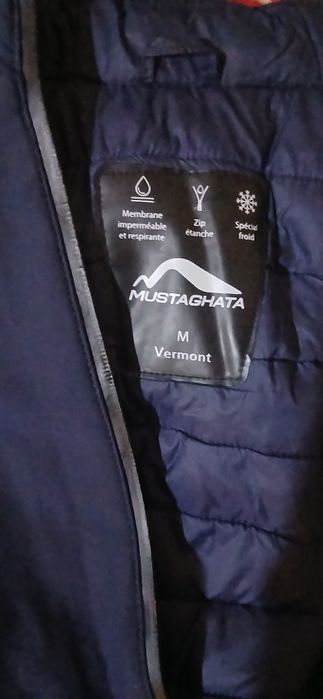 Membrane
imperméable
et respirante
Zip
étanche
Spécial
froid
MUSTAGHATA
M
Vermont